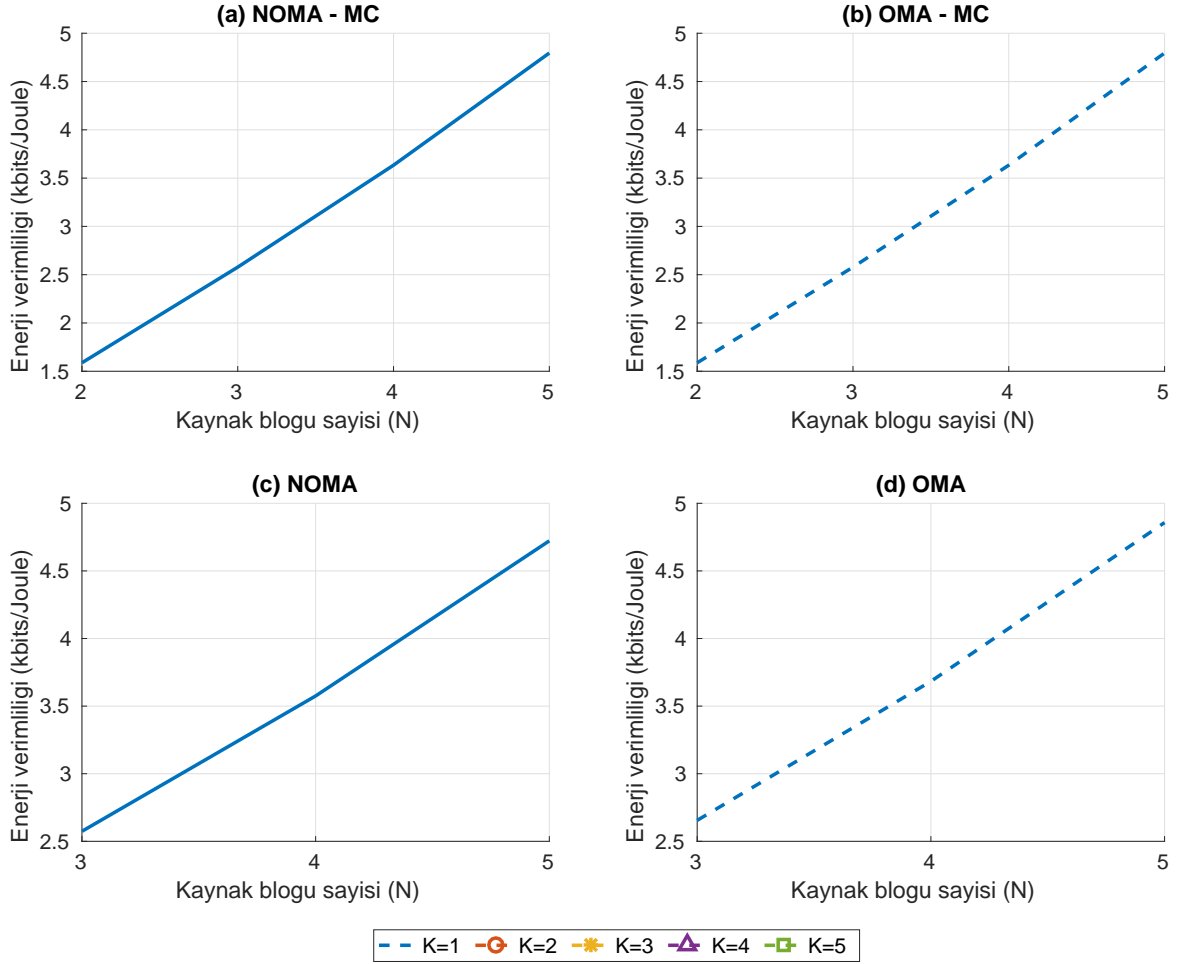 (a) NOMA - MC
5
4.5
4
3.5
3
2.5
2
1.5
Enerji verimliligi (kbits/Joule)
2 3 4 5
Kaynak blogu sayisi (N)
(b) OMA - MC
5
4.5
4
3.5
3
2.5
2
1.5
Enerji verimliligi (kbits/Joule)
2 3 4 5
Kaynak blogu sayisi (N)
(c) NOMA
5
4.5
4
3.5
3
2.5
Enerji verimliligi (kbits/Joule)
3 4 5
Kaynak blogu sayisi (N)
(d) OMA
5
4.5
4
3.5
3
2.5
Enerji verimliligi (kbits/Joule)
3 4 5
Kaynak blogu sayisi (N)
K=1 K=2 K=3 K=4 K=5